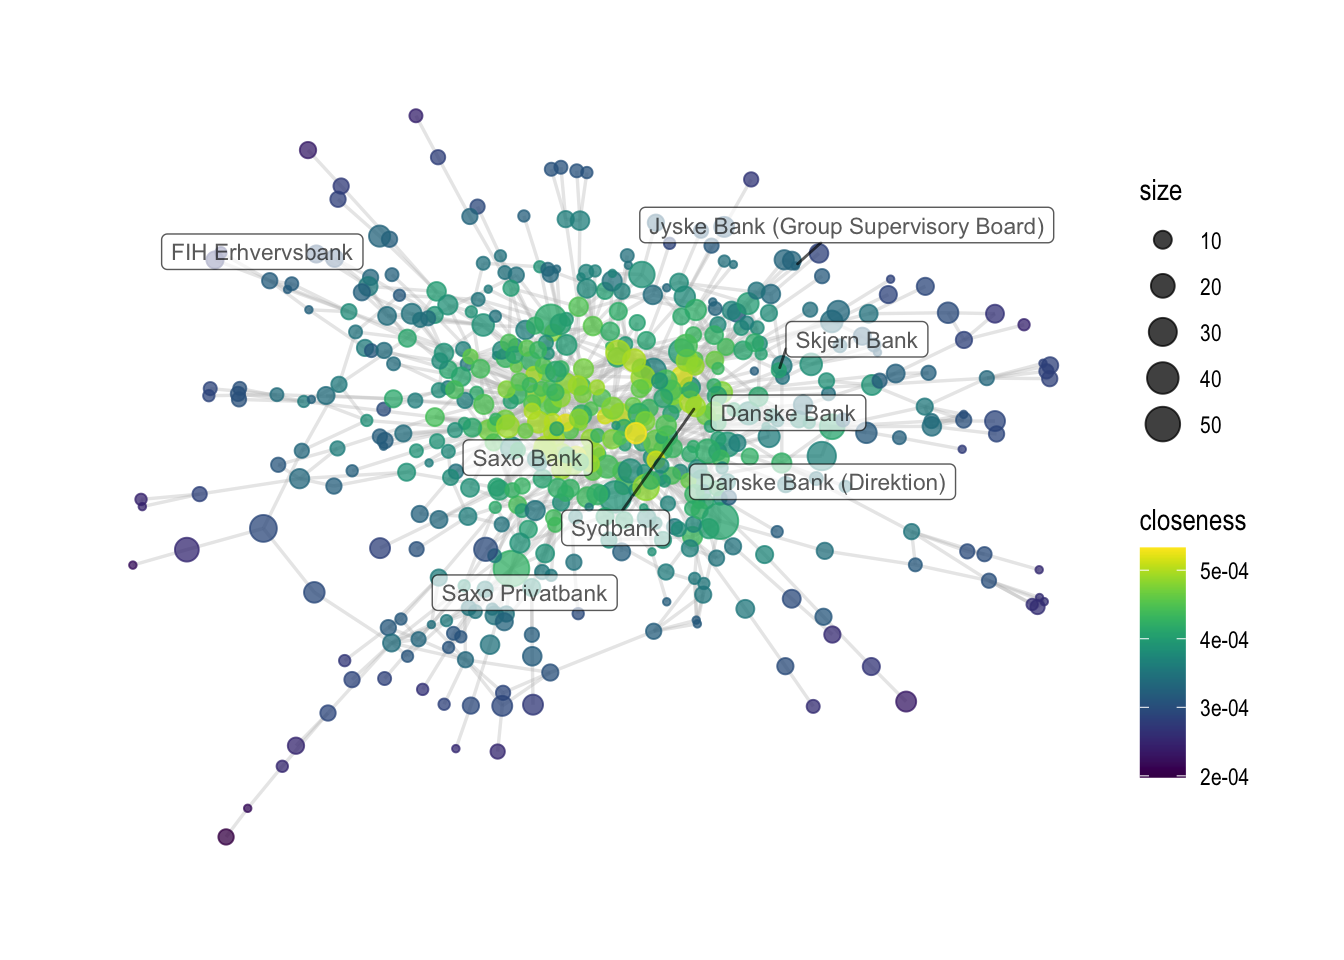 Jyske Bank (Group Supervisory Board)
FIH Erhvervsbank
Skjern Bank
Danske Bank
Saxo Bank
Danske Bank (Direktion)
Sydbank
Saxo Privatbank
size
10
20
30
40
50
closeness
5e-04
4e-04
3e-04
2e-04